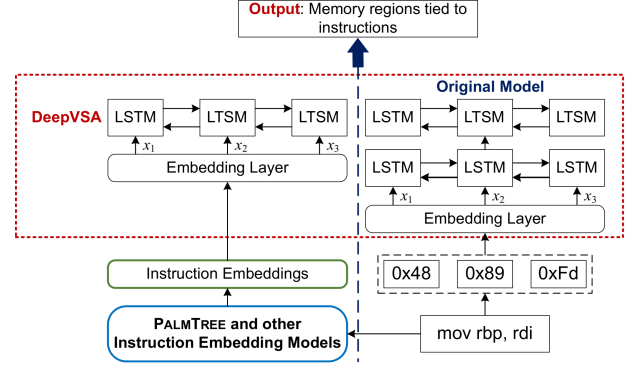 Output: Memory regions tied to
instructions
Original Model
DeepVSA
LSTM LTSM LTSM
LSTM LTSM LTSM
x1 x2 x3
Embedding Layer
LSTM LSTM LSTM
x1 x2 x3
Embedding Layer
Instruction Embeddings
0x48 0x89 0xFd
PALMTREE and other
Instruction Embedding Models
mov rbp, rdi